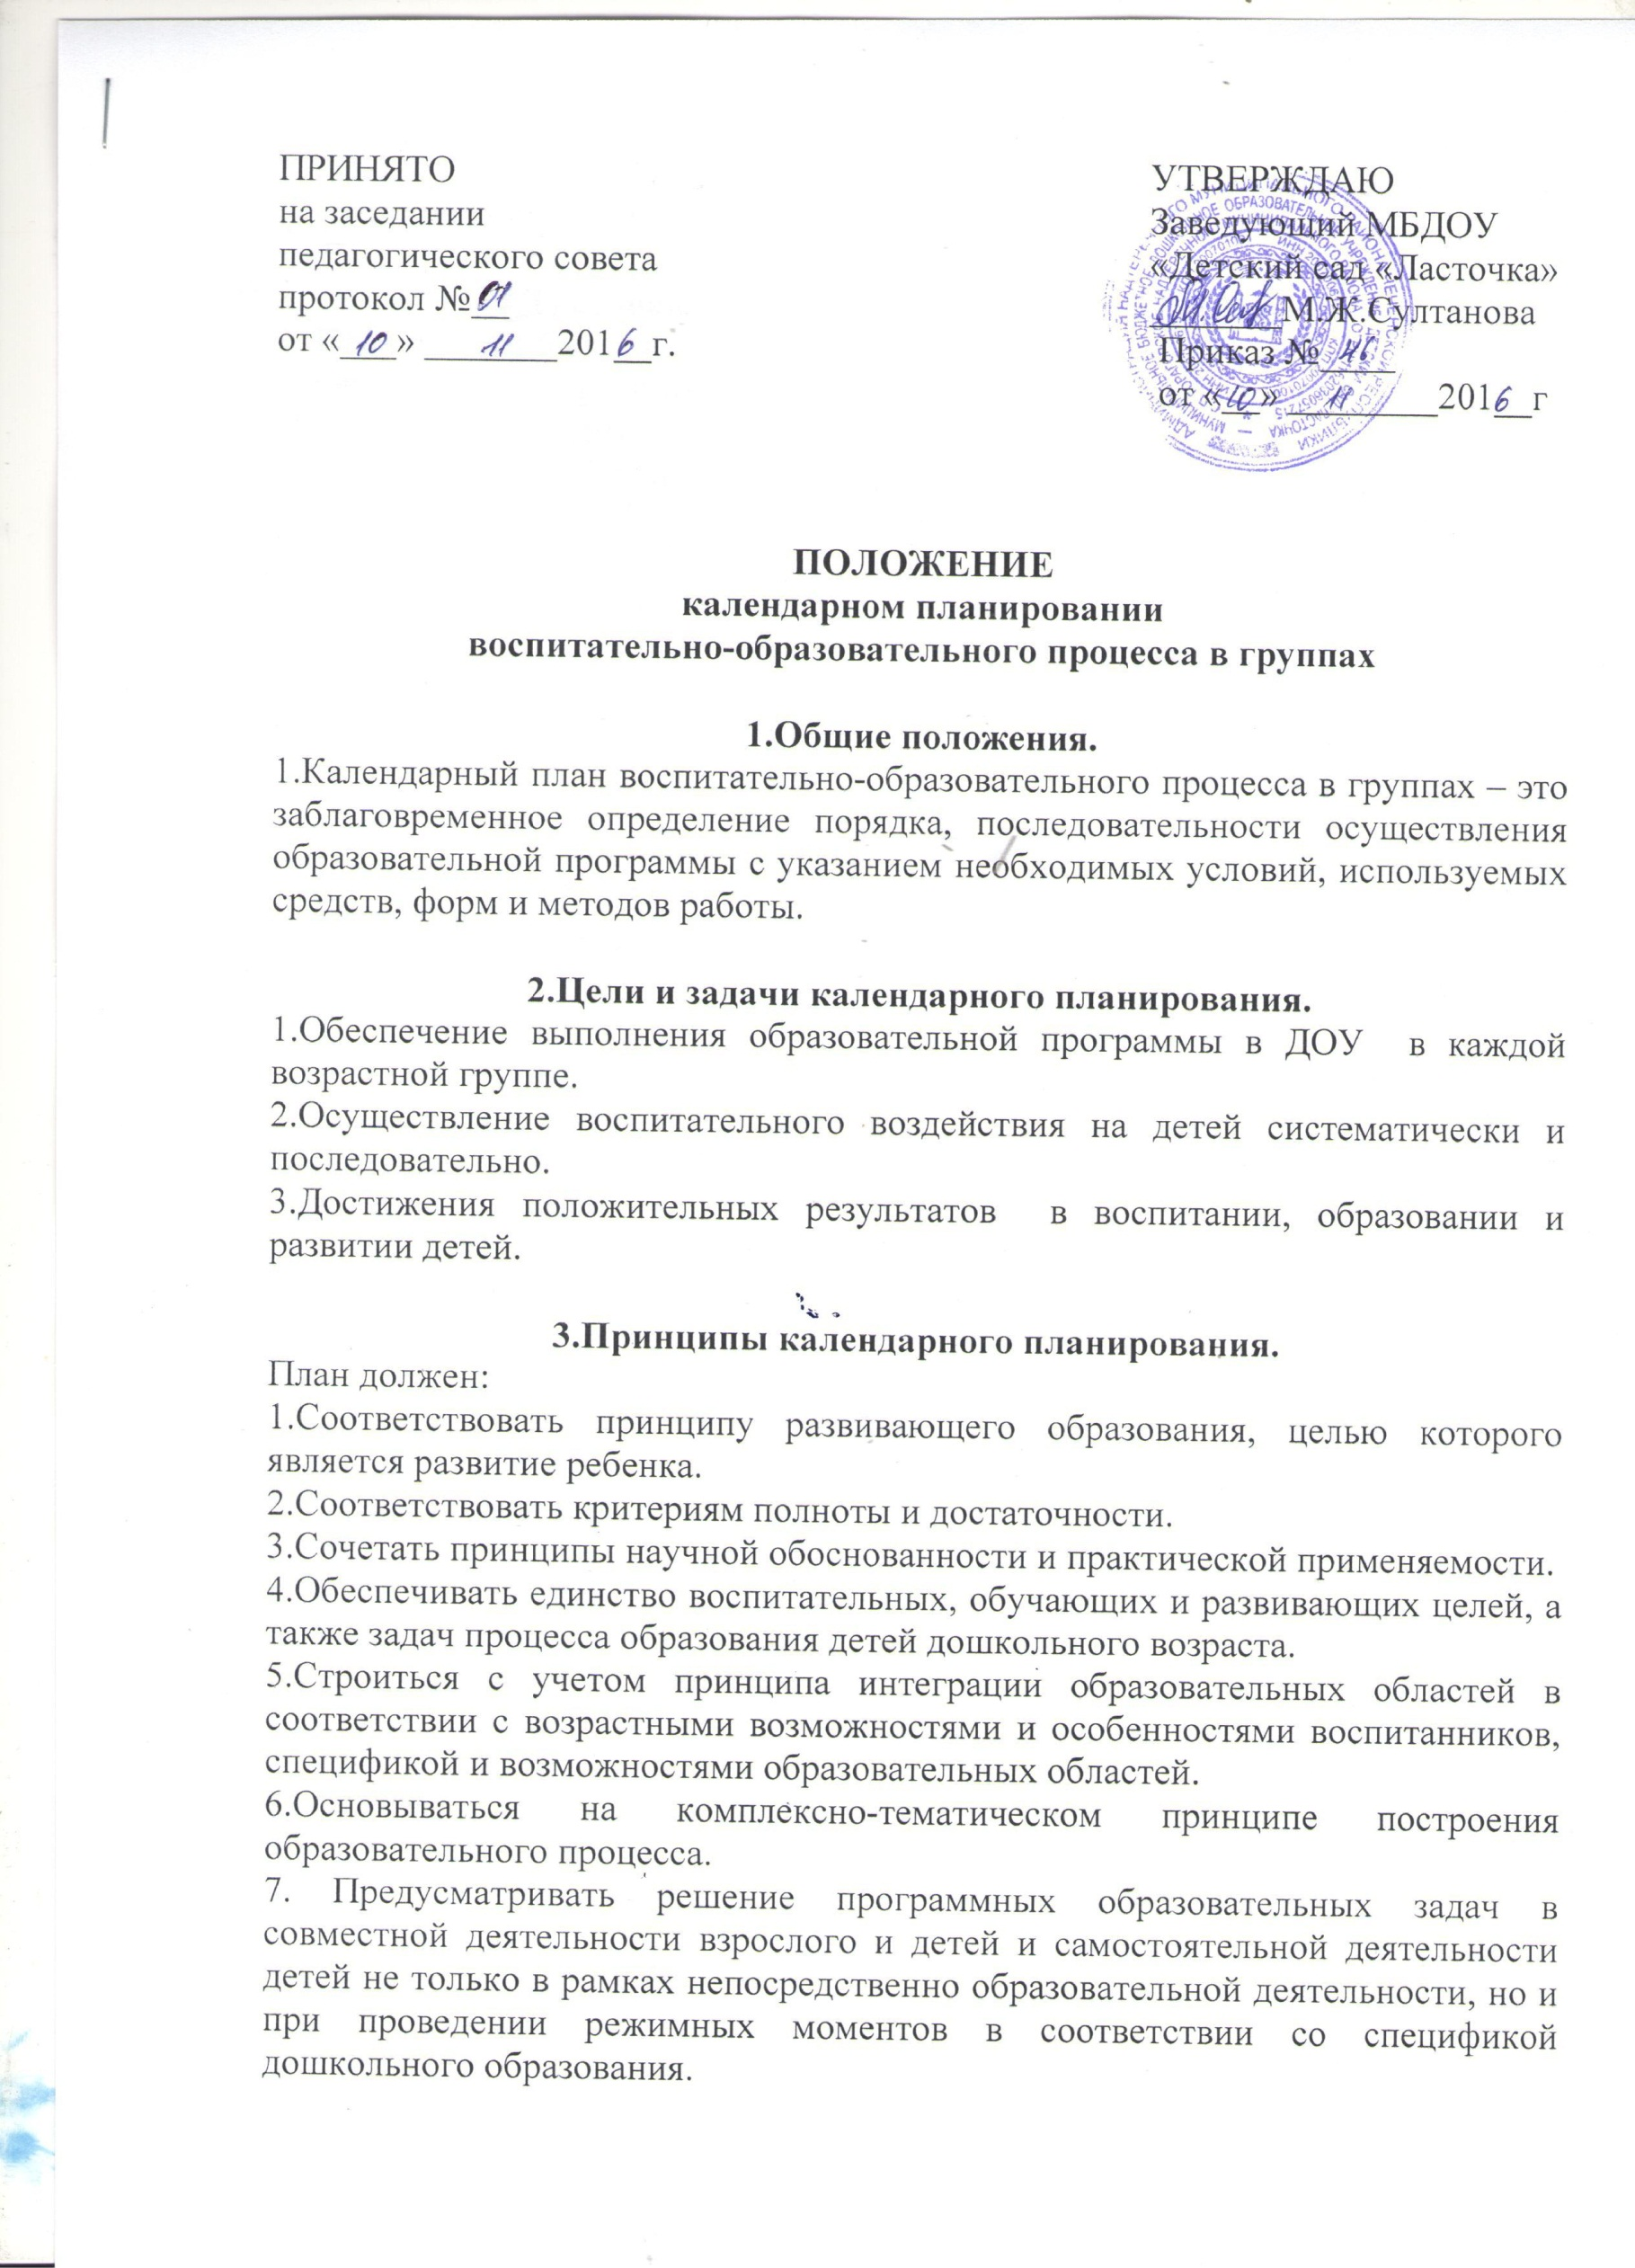 ПРИНЯТО
на заседании
педагогического совета
протокол № 01
от «10» 11 2016 г.
УТВЕРЖДАЮ
Заведующий МБДОУ
«Детский сад «Ласточка»
М.Ж.Султанова
Приказ № 46
от «10» 11 2016 г
ПОЛОЖЕНИЕ
календарном планировании
воспитательно-образовательного процесса в группах
1.Общие положения.
1.Календарный план воспитательно-образовательного процесса в группах – это
заблаговременное определение порядка, последовательности осуществления
образовательной программы с указанием необходимых условий, используемых
средств, форм и методов работы.
2.Цели и задачи календарного планирования.
1.Обеспечение выполнения образовательной программы в ДОУ в каждой
возрастной группе.
2.Осуществление воспитательного воздействия на детей систематически и
последовательно.
3.Достижения положительных результатов в воспитании, образовании и
развитии детей.
3.Принципы календарного планирования.
План должен:
1.Соответствовать принципу развивающего образования, целью которого
является развитие ребенка.
2.Соответствовать критериям полноты и достаточности.
3.Сочетать принципы научной обоснованности и практической применяемости.
4.Обеспечивать единство воспитательных, обучающих и развивающих целей, а
также задач процесса образования детей дошкольного возраста.
5.Строиться с учетом принципа интеграции образовательных областей в
соответствии с возрастными возможностями и особенностями воспитанников,
спецификой и возможностями образовательных областей.
6.Основываться на комплексно-тематическом принципе построения
образовательного процесса.
7. Предусматривать решение программных образовательных задач в
совместной деятельности взрослого и детей и самостоятельной деятельности
детей не только в рамках непосредственно образовательной деятельности, но и
при проведении режимных моментов в соответствии со спецификой
дошкольного образования.